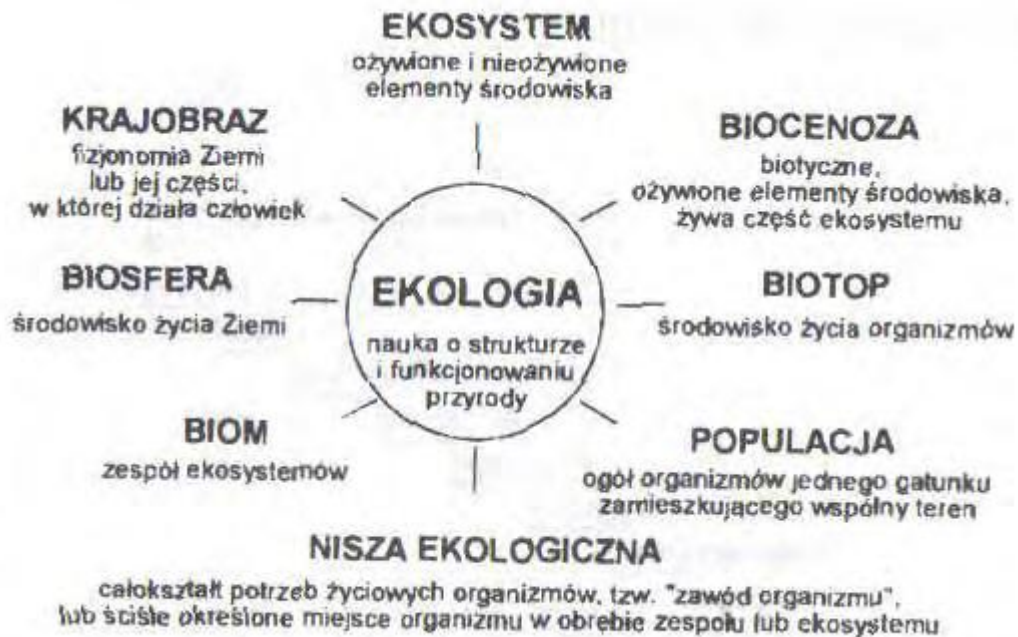 EKOSYSTEM
ożywione i nieożywione
elementy środowiska
KRAJOBRAZ
fizjonomia Ziemi
lub jej części,
w której działa człowiek
BIOCENOZA
biotyczne,
ożywione elementy środowiska,
żywa część ekosystemu
BIOSFERA
środowisko życia Ziemi
EKOLOGIA
nauka o strukturze
i funkcjonowaniu
przyrody
BIOTOP
środowisko życia organizmów
BIOM
zespół ekosystemów
POPULACJA
ogół organizmów jednego gatunku
zamieszkującego wspólny teren
NISZA EKOLOGICZNA
całokształt potrzeb życiowych organizmów, tzw. "zawód organizmu",
lub ściśle określone miejsce organizmu w obrębie zespołu lub ekosystemu